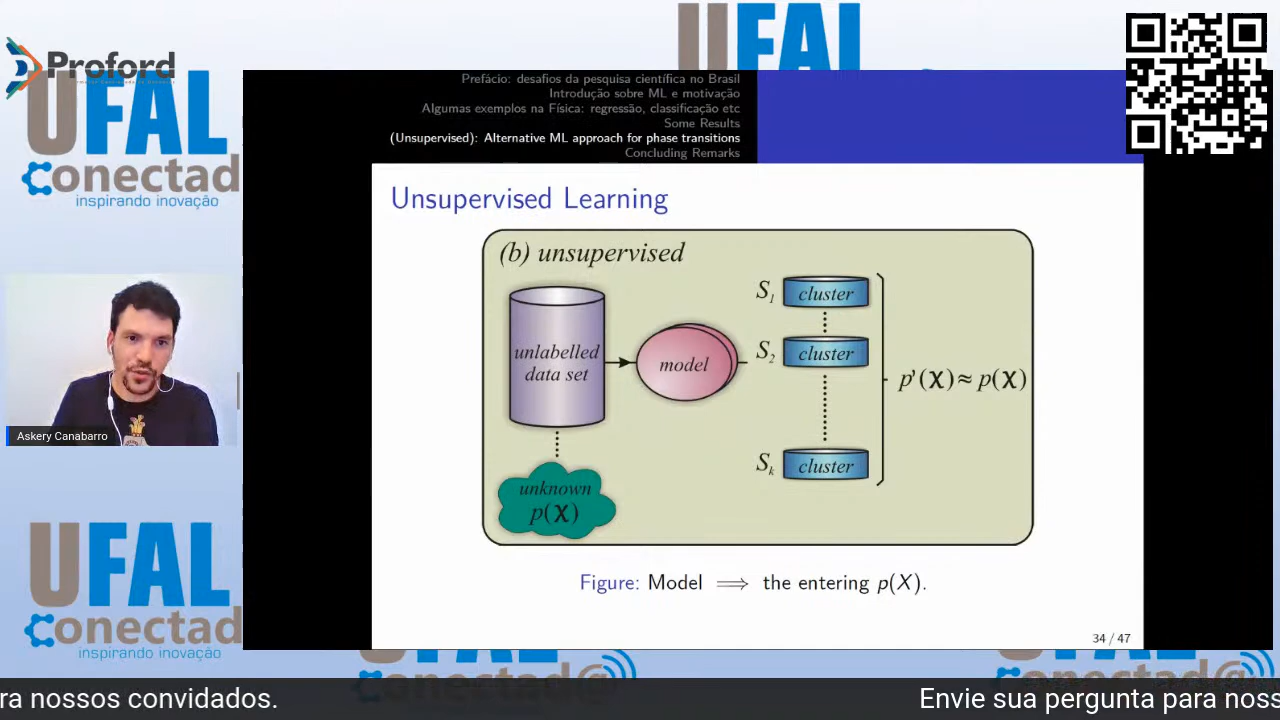 UFAL
Proford
UFAL
conectad
inspirando inovação
Askery Canabarro
Prefácio: desafios da pesquisa científica no Brasil
Introdução sobre ML e motivação
Algumas exemplos na Física: regressão, classificação etc
Some Results
(Unsupervised): Alternative ML approach for phase transitions
Concluding Remarks
Unsupervised Learning
(b) unsupervised
unlabelled
data set
model
unknown
p(X)
S1 cluster
S2 cluster
Sk cluster
p'(X) ≈ p(X)
Figure: Model ⟹ the entering p(X).
34 / 47
UFAL
conectad
inspirando inovação
conectad@
conectad@
ra nossos convidados.
Envie sua pergunta para noss